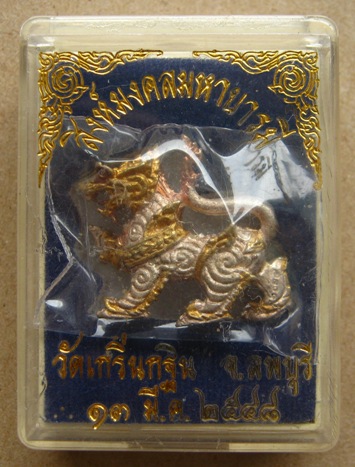 สิงห์มงคลมหาบารมี
วัดเกริ่นกฐิน จ.ลพบุรี
๑๓ มี.ค. ๒๕๔๘